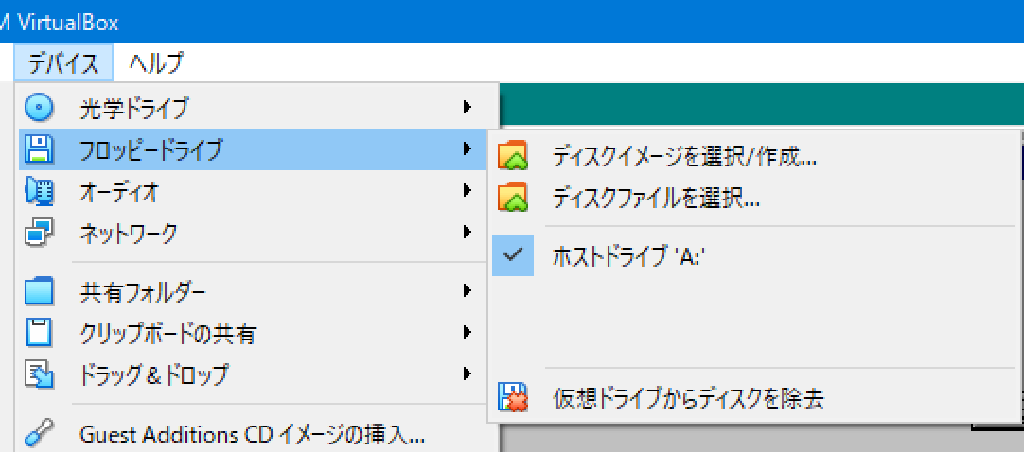 M VirtualBox
デバイス ヘルプ
光学ドライブ
フロッピードライブ
オーディオ
ネットワーク
共有フォルダー
クリップボードの共有
ドラッグ＆ドロップ
Guest Additions CD イメージの挿入...
ディスクイメージを選択/作成...
ディスクファイルを選択...
ホストドライブ 'A:'
仮想ドライブからディスクを除去